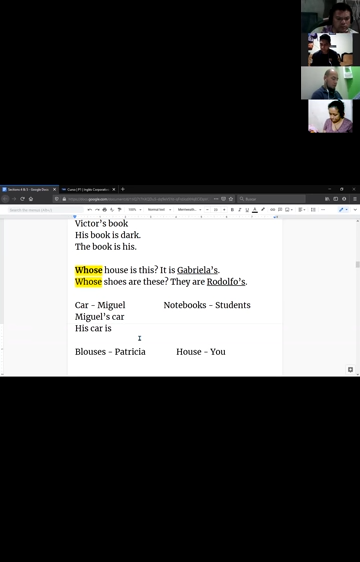 Victor's book
His book is dark.
The book is his.
Whose house is this? It is Gabriela's.
Whose shoes are these? They are Rodolfo's.
Car - Miguel Notebooks - Students
Miguel's car
His car is
Blouses - Patricia House - You